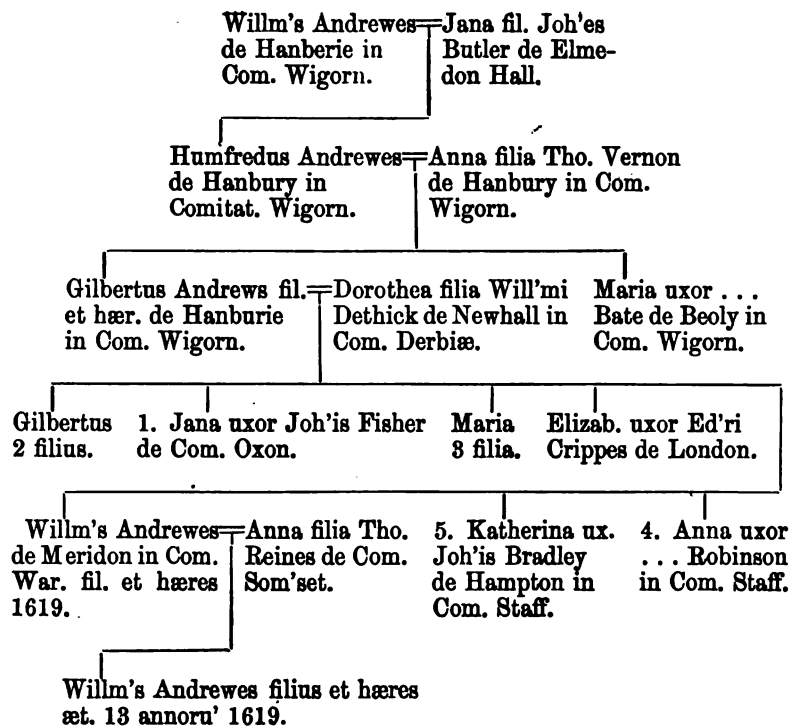 Willm's Andrewes=Jana fil. Joh'es
de Hanberie in Butler de Elme-
Com. Wigorn. don Hall.
Humfredus Andrewes=Anna filia Tho. Vernon
de Hanbury in de Hanbury in Com.
Comitat. Wigorn. Wigorn.
Gilbertus Andrews fil.=Dorothea filia Will'mi
et hær. de Hanburie Dethick de Newhall in
in Com. Wigorn. Com. Derbiæ.
Maria uxor . . .
Bate de Beoly in
Com. Wigorn.
Gilbertus
2 filius.
1. Jana uxor Joh'is Fisher
de Com. Oxon.
Maria
3 filia.
Elizab. uxor Ed'ri
Crippes de London.
Willm's Andrewes=Anna filia Tho.
de Meridon in Com. Reines de Com.
War. fil. et hæres Som'set.
1619.
5. Katherina ux.
Joh'is Bradley
de Hampton in
Com. Staff.
4. Anna uxor
. . . Robinson
in Com. Staff.
Willm's Andrewes filius et hæres
æt. 13 annoru' 1619.